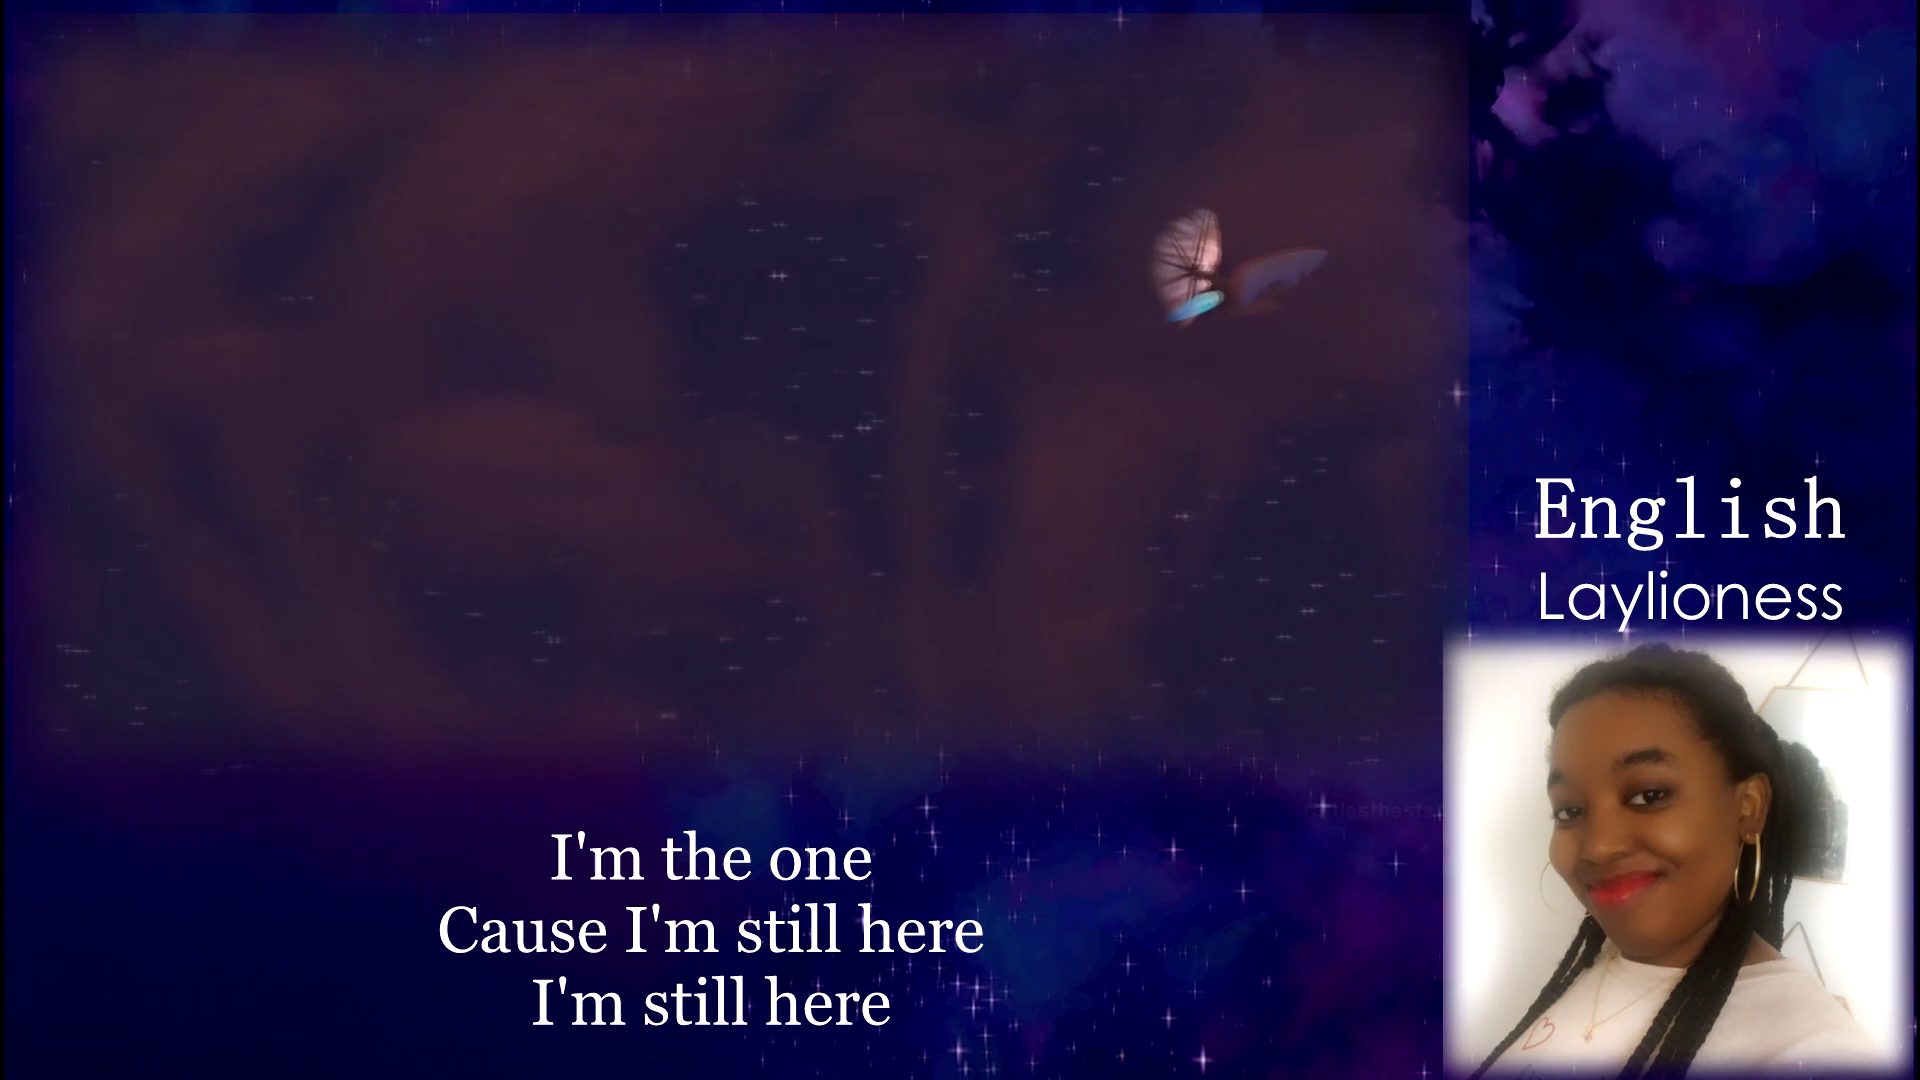 English
Laylioness
I'm the one
Cause I'm still here
I'm still here